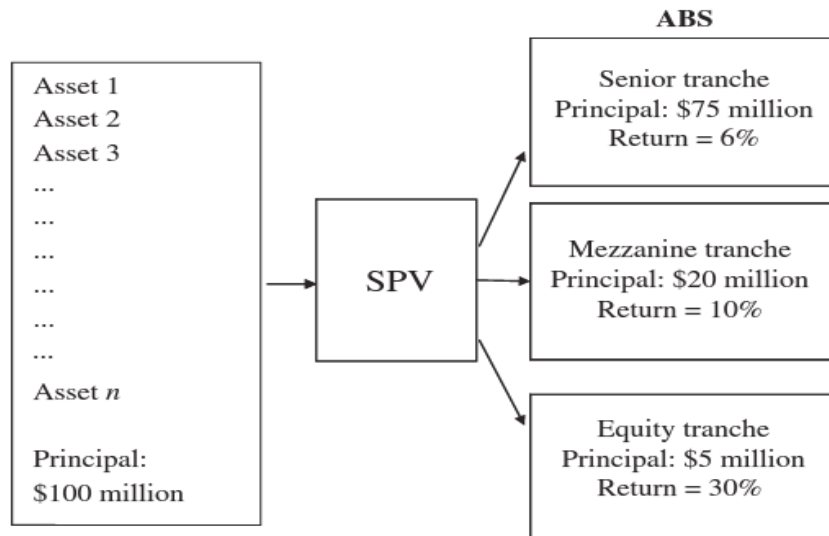 ABS
Asset 1
Asset 2
Asset 3
...
...
...
...
...
...
Asset n
Principal:
$100 million
SPV
Senior tranche
Principal: $75 million
Return = 6%
Mezzanine tranche
Principal: $20 million
Return = 10%
Equity tranche
Principal: $5 million
Return = 30%